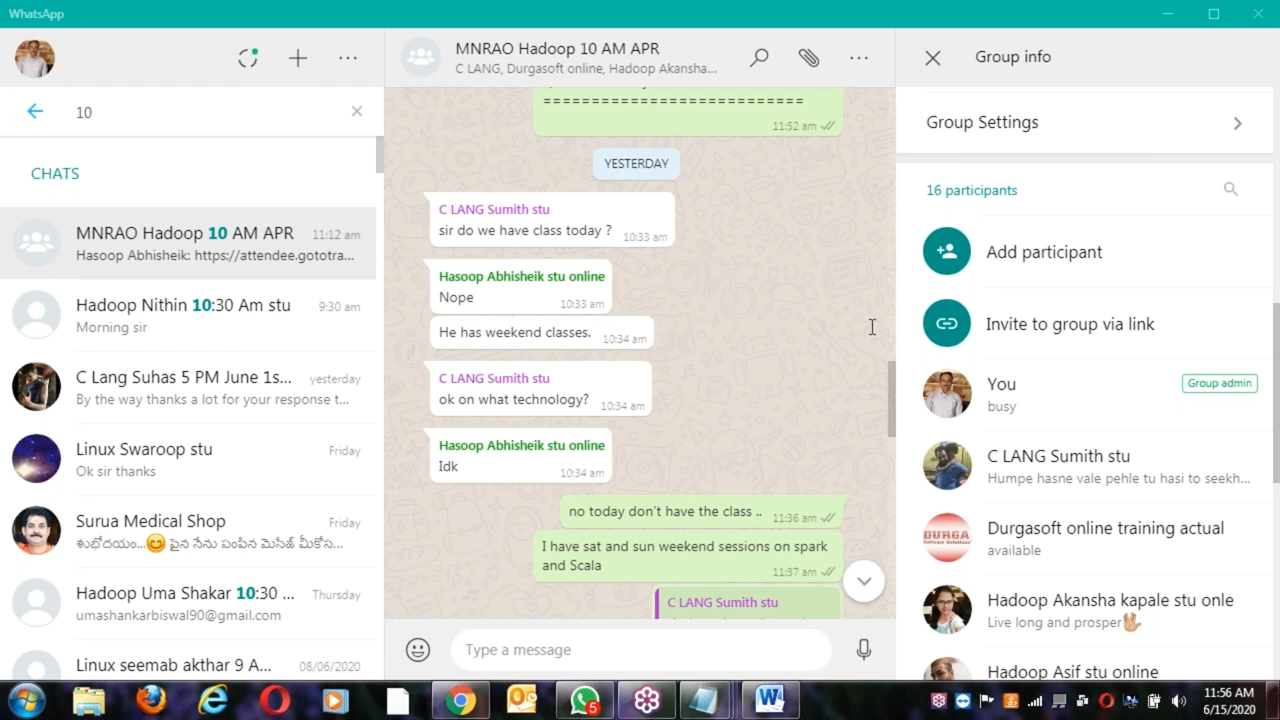 WhatsApp
10
CHATS
MNRAO Hadoop 10 AM APR
11:12 am
Hasoop Abhisheik: https://attendee.gototra...
Hadoop Nithin 10:30 Am stu
9:30 am
Morning sir
C Lang Suhas 5 PM June 1s...
yesterday
By the way thanks a lot for your response t...
Linux Swaroop stu
Friday
Ok sir thanks
Surua Medical Shop
Friday
శుభోదయం...😊
Hadoop Uma Shakar 10:30 ...
Thursday
umashankarbiswal90@gmail.com
Linux seemab akthar 9 A...
08/06/2020
MNRAO Hadoop 10 AM APR
C LANG, Durgasoft online, Hadoop Akansha...
===========================
11:52 am
YESTERDAY
C LANG Sumith stu
sir do we have class today ?
10:33 am
Hasoop Abhisheik stu online
Nope
10:33 am
He has weekend classes.
10:34 am
C LANG Sumith stu
ok on what technology?
10:34 am
Hasoop Abhisheik stu online
Idk
10:34 am
no today don't have the class ..
11:36 am
I have sat and sun weekend sessions on spark
and Scala
11:37 am
C LANG Sumith stu
Type a message
Group info
Group Settings
16 participants
Add participant
Invite to group via link
You
Group admin
busy
C LANG Sumith stu
Humpe hasne vale pehle tu hasi to seekh...
DURGA
Durgasoft online training actual
available
Hadoop Akansha kapale stu onle
Live long and prosper🖖
Hadoop Asif stu online
5
11:56 AM
6/15/2020